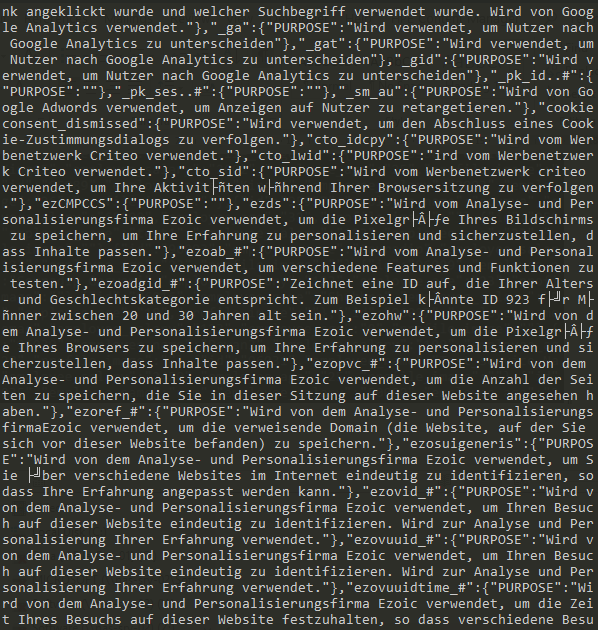 nk angeklickt wurde und welcher Suchbegriff verwendet wurde. Wird von Goog
le Analytics verwendet."},"_ga":{"PURPOSE":"Wird verwendet, um Nutzer nach
 Google Analytics zu unterscheiden"},"_gat":{"PURPOSE":"Wird verwendet, um
 Nutzer nach Google Analytics zu unterscheiden"},"_gid":{"PURPOSE":"Wird v
erwendet, um Nutzer nach Google Analytics zu unterscheiden"},"_pk_id..#":{
"PURPOSE":""},"_pk_ses..#":{"PURPOSE":""},"_sm_au":{"PURPOSE":"Wird von Go
ogle Adwords verwendet, um Anzeigen auf Nutzer zu retargetieren."},"cookie
consent_dismissed":{"PURPOSE":"Wird verwendet, um den Abschluss eines Cook
ie-Zustimmungsdialogs zu verfolgen."},"cto_idcpy":{"PURPOSE":"Wird vom Wer
benetzwerk Criteo verwendet."},"cto_lwid":{"PURPOSE":"ird vom Werbenetzwer
k Criteo verwendet."},"cto_sid":{"PURPOSE":"Wird vom Werbenetzwerk criteo 
verwendet, um Ihre Aktivit├ñten w├ñhrend Ihrer Browsersitzung zu verfolgen
."},"ezCMPCCS":{"PURPOSE":""},"ezds":{"PURPOSE":"Wird vom Analyse- und Per
sonalisierungsfirma Ezoic verwendet, um die Pixelgr├Â├ƒe Ihres Bildschirms
 zu speichern, um Ihre Erfahrung zu personalisieren und sicherzustellen, d
ass Inhalte passen."},"ezoab_#":{"PURPOSE":"Wird vom Analyse- und Personal
isierungsfirma Ezoic verwendet, um verschiedene Features und Funktionen zu
 testen."},"ezoadgid_#":{"PURPOSE":"Zeichnet eine ID auf, die Ihrer Alters
- und Geschlechtskategorie entspricht. Zum Beispiel k├Ânnte ID 923 f├╝r M├
ñnner zwischen 20 und 30 Jahren alt sein."},"ezohw":{"PURPOSE":"Wird von d
em Analyse- und Personalisierungsfirma Ezoic verwendet, um die Pixelgr├Â├ƒ
e Ihres Browsers zu speichern, um Ihre Erfahrung zu personalisieren und si
cherzustellen, dass Inhalte passen."},"ezopvc_#":{"PURPOSE":"Wird von dem 
Analyse- und Personalisierungsfirma Ezoic verwendet, um die Anzahl der Sei
ten zu speichern, die Sie in dieser Sitzung auf dieser Website angesehen h
aben."},"ezoref_#":{"PURPOSE":"Wird von dem Analyse- und Personalisierungs
firmaEzoic verwendet, um die verweisende Domain (die Website, auf der Sie 
sich vor dieser Website befanden) zu speichern."},"ezosuigeneris":{"PURPOS
E":"Wird von dem Analyse- und Personalisierungsfirma Ezoic verwendet, um S
ie ├╝ber verschiedene Websites im Internet eindeutig zu identifizieren, so
dass Ihre Erfahrung angepasst werden kann."},"ezovid_#":{"PURPOSE":"Wird v
on dem Analyse- und Personalisierungsfirma Ezoic verwendet, um Ihren Besuc
h auf dieser Website eindeutig zu identifizieren. Wird zur Analyse und Per
sonalisierung Ihrer Erfahrung verwendet."},"ezovuuid_#":{"PURPOSE":"Wird v
on dem Analyse- und Personalisierungsfirma Ezoic verwendet, um Ihren Besuc
h auf dieser Website eindeutig zu identifizieren. Wird zur Analyse und Per
sonalisierung Ihrer Erfahrung verwendet."},"ezovuuidtime_#":{"PURPOSE":"Wi
rd von dem Analyse- und Personalisierungsfirma Ezoic verwendet, um die Zei
t Ihres Besuchs auf dieser Website festzuhalten, so dass verschiedene Besu